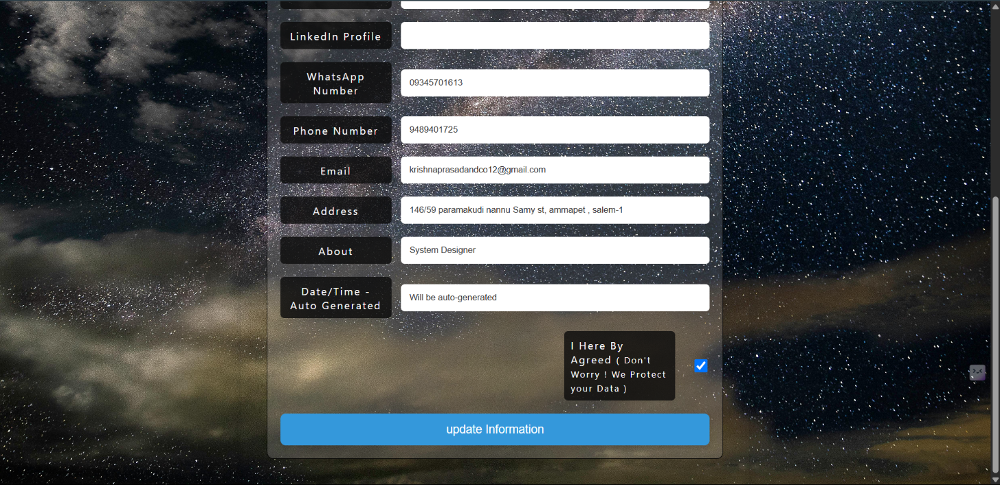 LinkedIn Profile
WhatsApp
Number
09345701613
Phone Number
9489401725
Email
krishnaprasadandco12@gmail.com
Address
146/59 paramakudi nannu Samy st, ammapet , salem-1
About
System Designer
Date/Time -
Auto Generated
Will be auto-generated
I Here By
Agreed ( Don't
Worry ! We Protect
your Data )
update Information